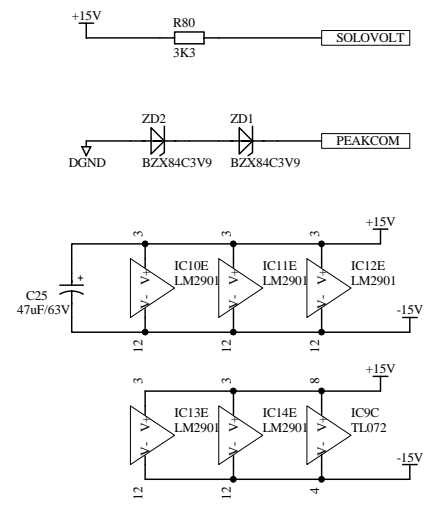 +15V
R80
3K3
SOLOVOLT
ZD2
ZD1
DGND
BZX84C3V9
BZX84C3V9
PEAKCOM
+15V
3
3
3
IC10E
LM2901
IC11E
LM2901
IC12E
LM2901
V+
V-
V+
V-
V+
V-
+
C25
47uF/63V
-15V
12
12
12
+15V
3
3
8
IC13E
LM2901
IC14E
LM2901
IC9C
TL072
V+
V-
V+
V-
V+
V-
-15V
12
12
4